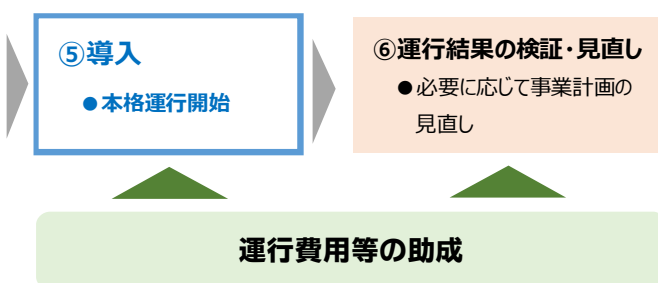 ⑤導入
●本格運行開始
⑥運行結果の検証・見直し
●必要に応じて事業計画の
見直し
運行費用等の助成